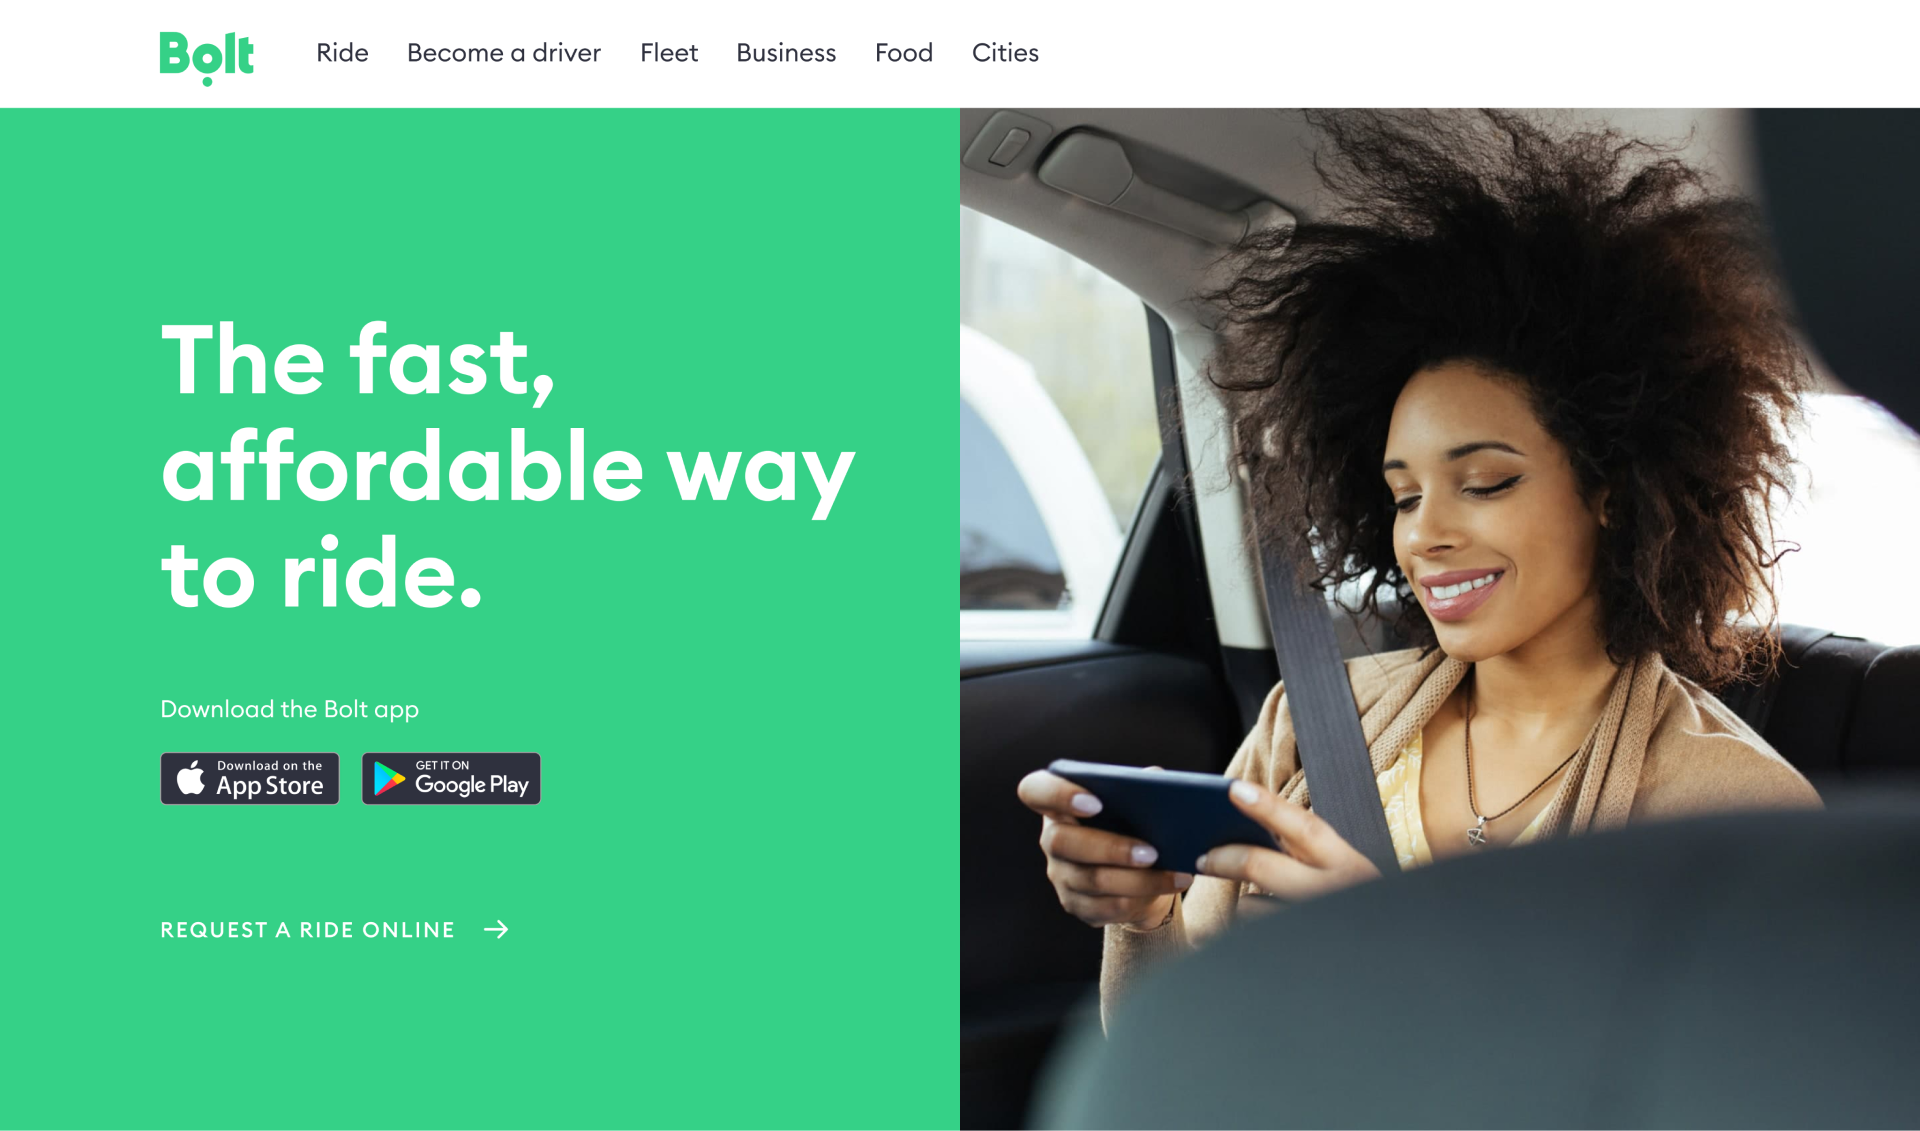 Bolt
Ride
Become a driver
Fleet
Business
Food
Cities
The fast,
affordable way
to ride.
Download the Bolt app
Download on the
App Store
GET IT ON
Google Play
REQUEST A RIDE ONLINE